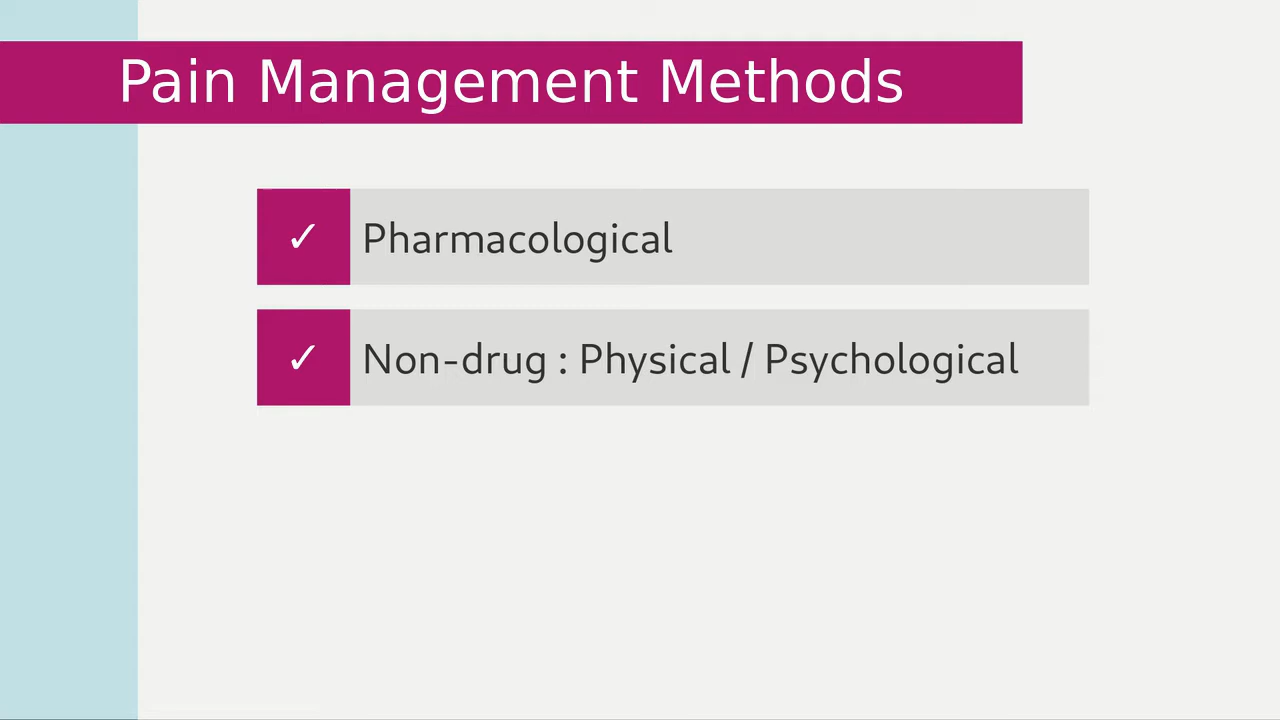 Pain Management Methods
✓ Pharmacological
✓ Non-drug : Physical / Psychological